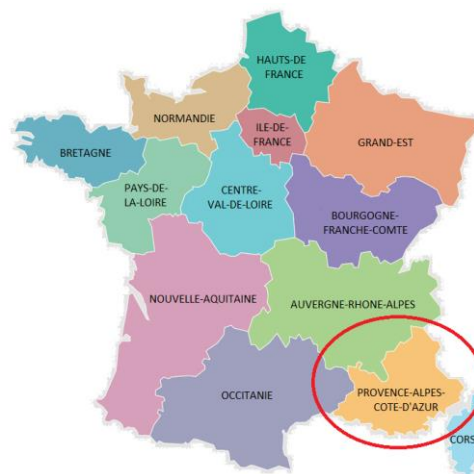 HAUTS-DE
FRANCE
NORMANDIE
ILE-DE-
FRANCE
GRAND-EST
BRETAGNE
PAYS-DE-
LA-LOIRE
CENTRE-
VAL-DE-LOIRE
BOURGOGNE-
FRANCHE-COMTE
NOUVELLE-AQUITAINE
AUVERGNE-RHONE-ALPES
OCCITANIE
PROVENCE-ALPES-
COTE-D'AZUR
CORS